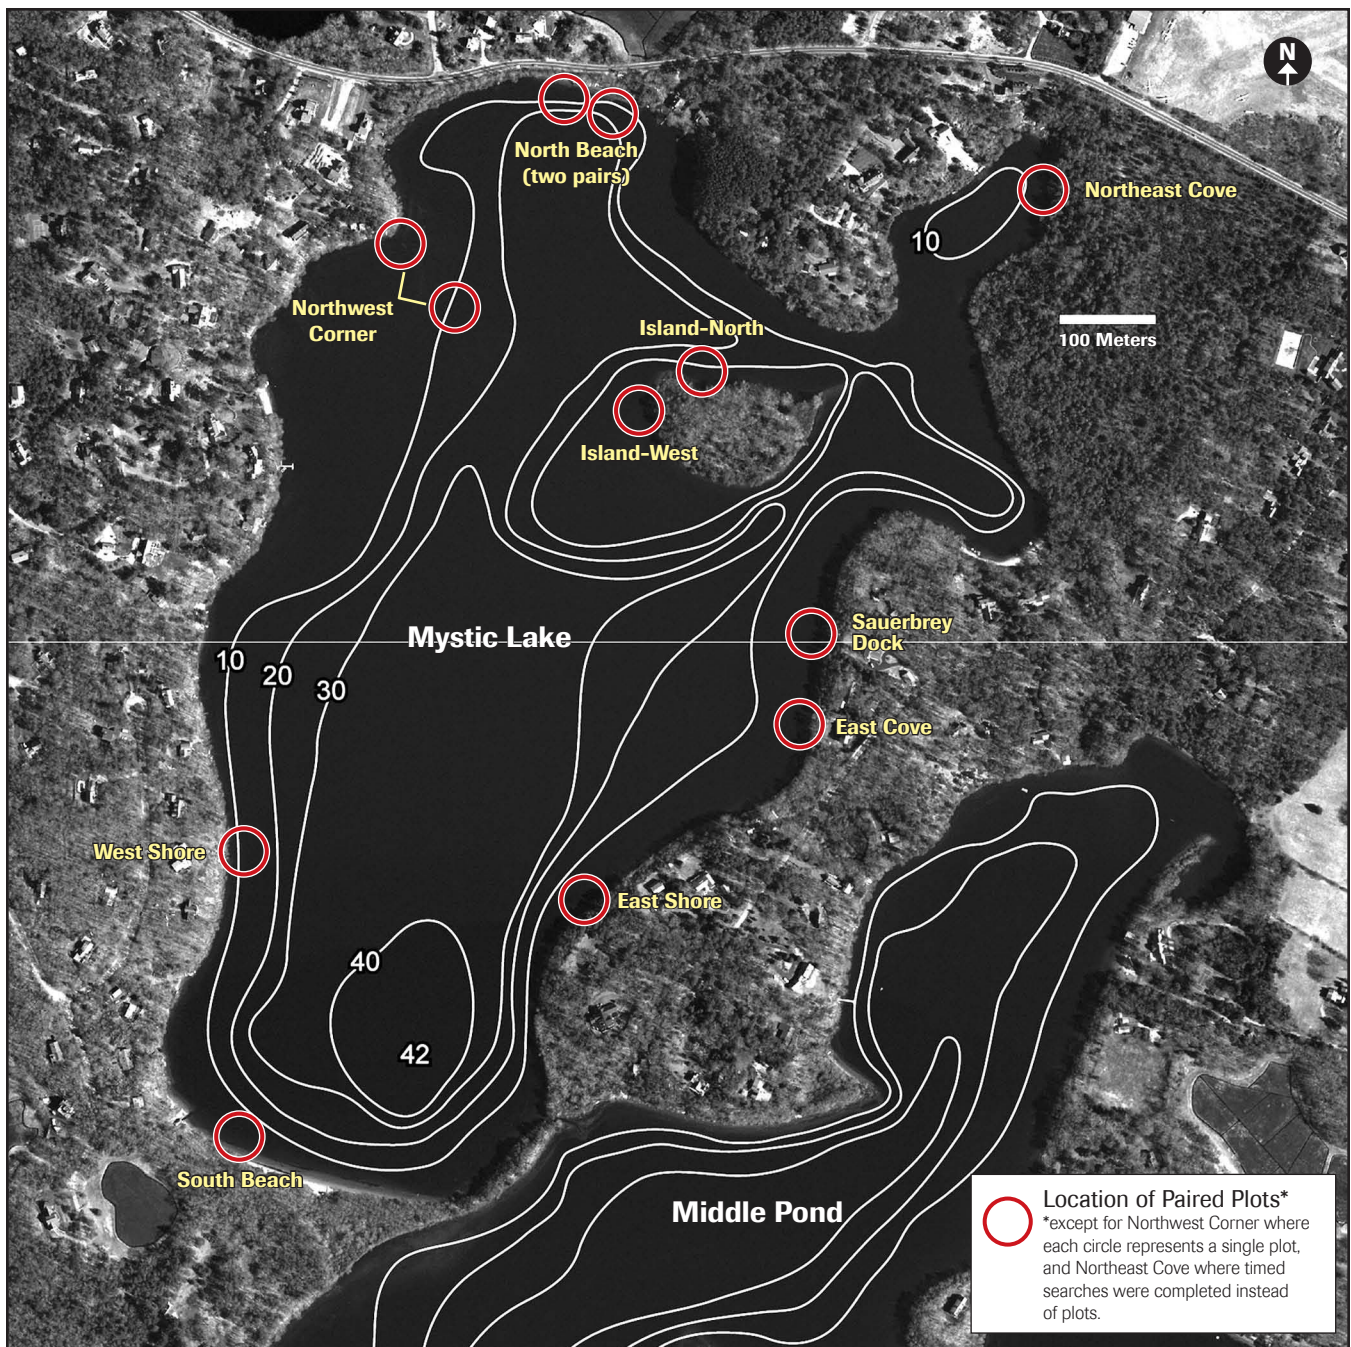 N
North Beach
(two pairs)
Northeast Cove
10
Northwest
Corner
Island-North
100 Meters
Island-West
Mystic Lake
Sauerbrey
Dock
10
20
30
East Cove
West Shore
East Shore
40
42
South Beach
Middle Pond
Location of Paired Plots*
*except for Northwest Corner where
each circle represents a single plot,
and Northeast Cove where timed
searches were completed instead
of plots.